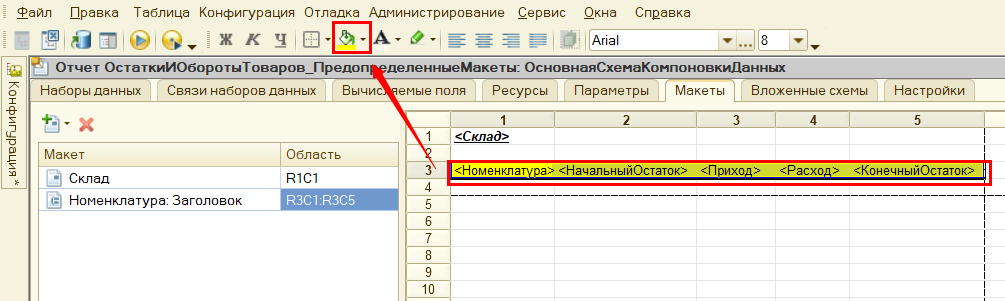 Файл Правка Таблица Конфигурация Отладка Администрирование Сервис Окна Справка
Ж К Ч А Arial 8
Конфигурация *
Отчет ОстаткиИОборотыТоваров_ПредопределенныеМакеты: ОсновнаяСхемаКомпоновкиДанных
Наборы данных Связи наборов данных Вычисляемые поля Ресурсы Параметры Макеты Вложенные схемы Настройки
1 2 3 4 5
Макет Область
Склад R1C1
Номенклатура: Заголовок R3C1:R3C5
1 <Склад>
2
3 <Номенклатура> <НачальныйОстаток> <Приход> <Расход> <КонечныйОстаток>
4
5
6
7
8
9
10